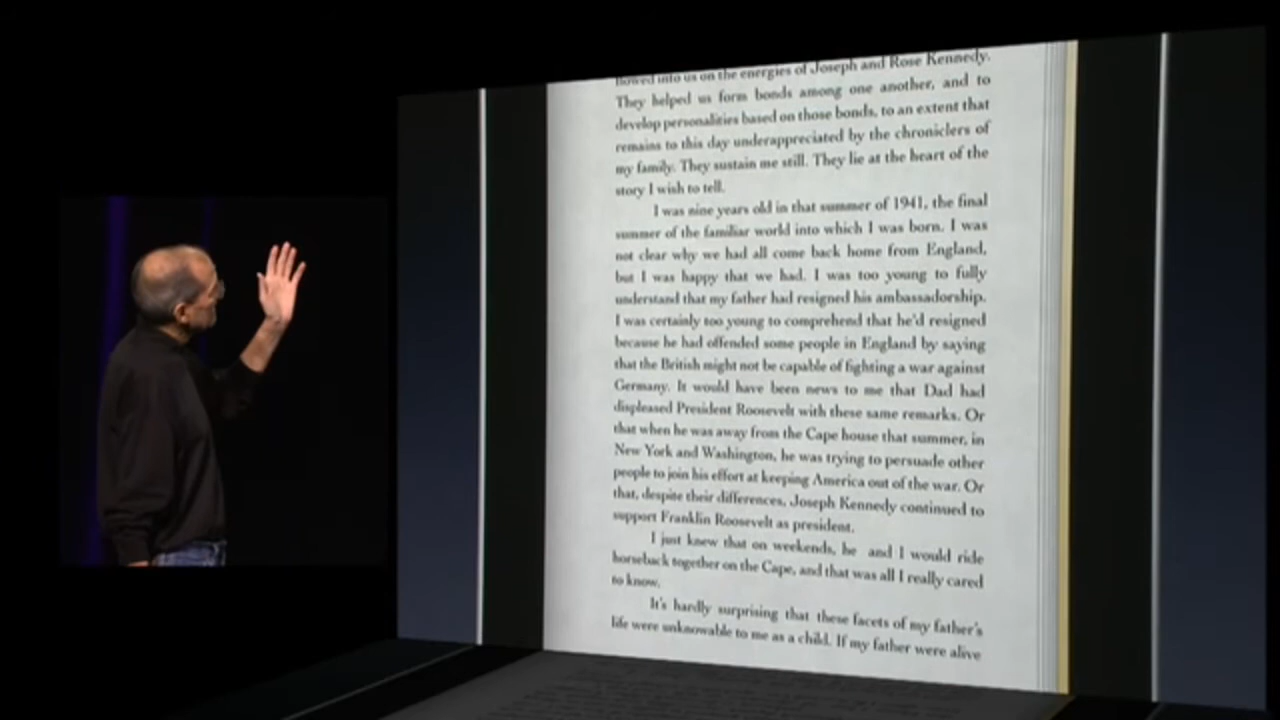 flowed into us on the energies of Joseph and Rose Kennedy.
They helped us form bonds among one another, and to
develop personalities based on those bonds, to an extent that
remains to this day underappreciated by the chroniclers of
my family. They sustain me still. They lie at the heart of the
story I wish to tell.
I was nine years old in that summer of 1941, the final
summer of the familiar world into which I was born. I was
not clear why we had all come back home from England,
but I was happy that we had. I was too young to fully
understand that my father had resigned his ambassadorship.
I was certainly too young to comprehend that he'd resigned
because he had offended some people in England by saying
that the British might not be capable of fighting a war against
Germany. It would have been news to me that Dad had
displeased President Roosevelt with these same remarks. Or
that when he was away from the Cape house that summer, in
New York and Washington, he was trying to persuade other
people to join his effort at keeping America out of the war. Or
that, despite their differences, Joseph Kennedy continued to
support Franklin Roosevelt as president.
I just knew that on weekends, he and I would ride
horseback together on the Cape, and that was all I really cared
to know.
It's hardly surprising that these facets of my father's
life were unknowable to me as a child. If my father were alive